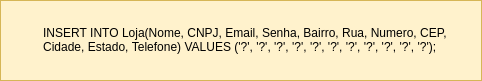 INSERT INTO Loja(Nome, CNPJ, Email, Senha, Bairro, Rua, Numero, CEP,
Cidade, Estado, Telefone) VALUES ('?', '?', '?', '?', '?', '?', '?', '?', '?', '?', '?');